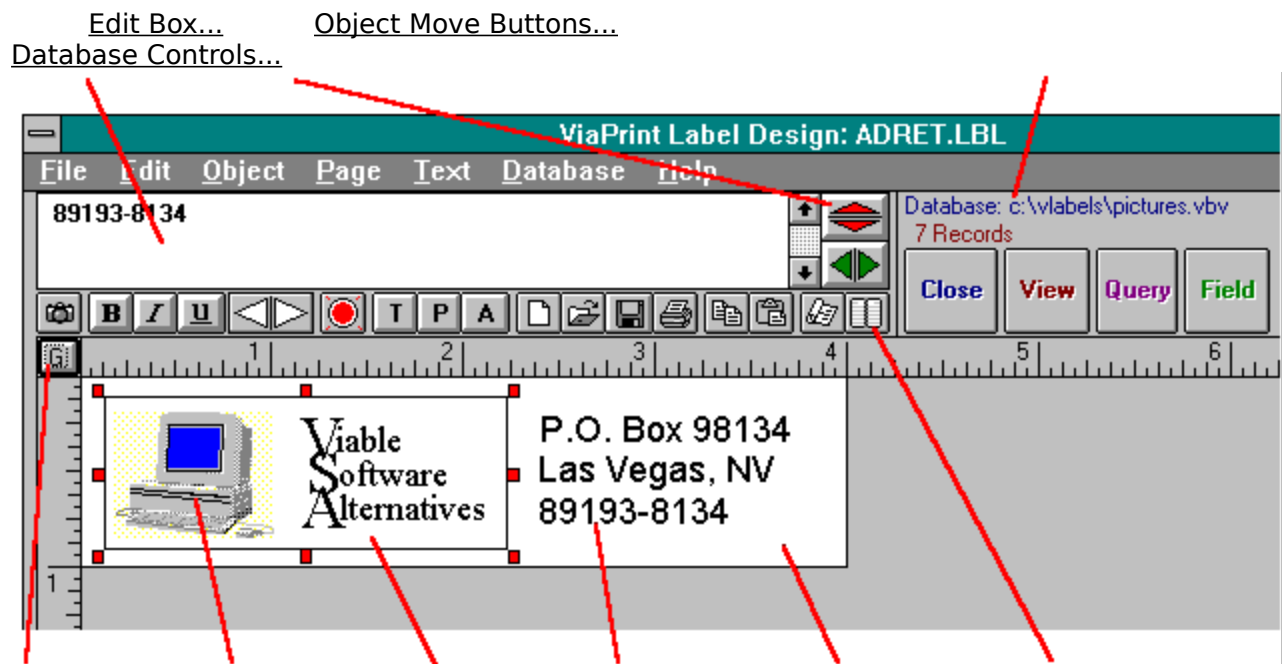 Edit Box... Object Move Buttons...
Database Controls...
ViaPrint Label Design: ADRET.LBL
File Edit Object Page Text Database Help
89193-8134
Database: c:\vlabels\pictures.vbv
7 Records
Close View Query Field
B I U T P A
G 1 2 3 4 5 6
Viable
Software
Alternatives
P.O. Box 98134
Las Vegas, NV
89193-8134
1